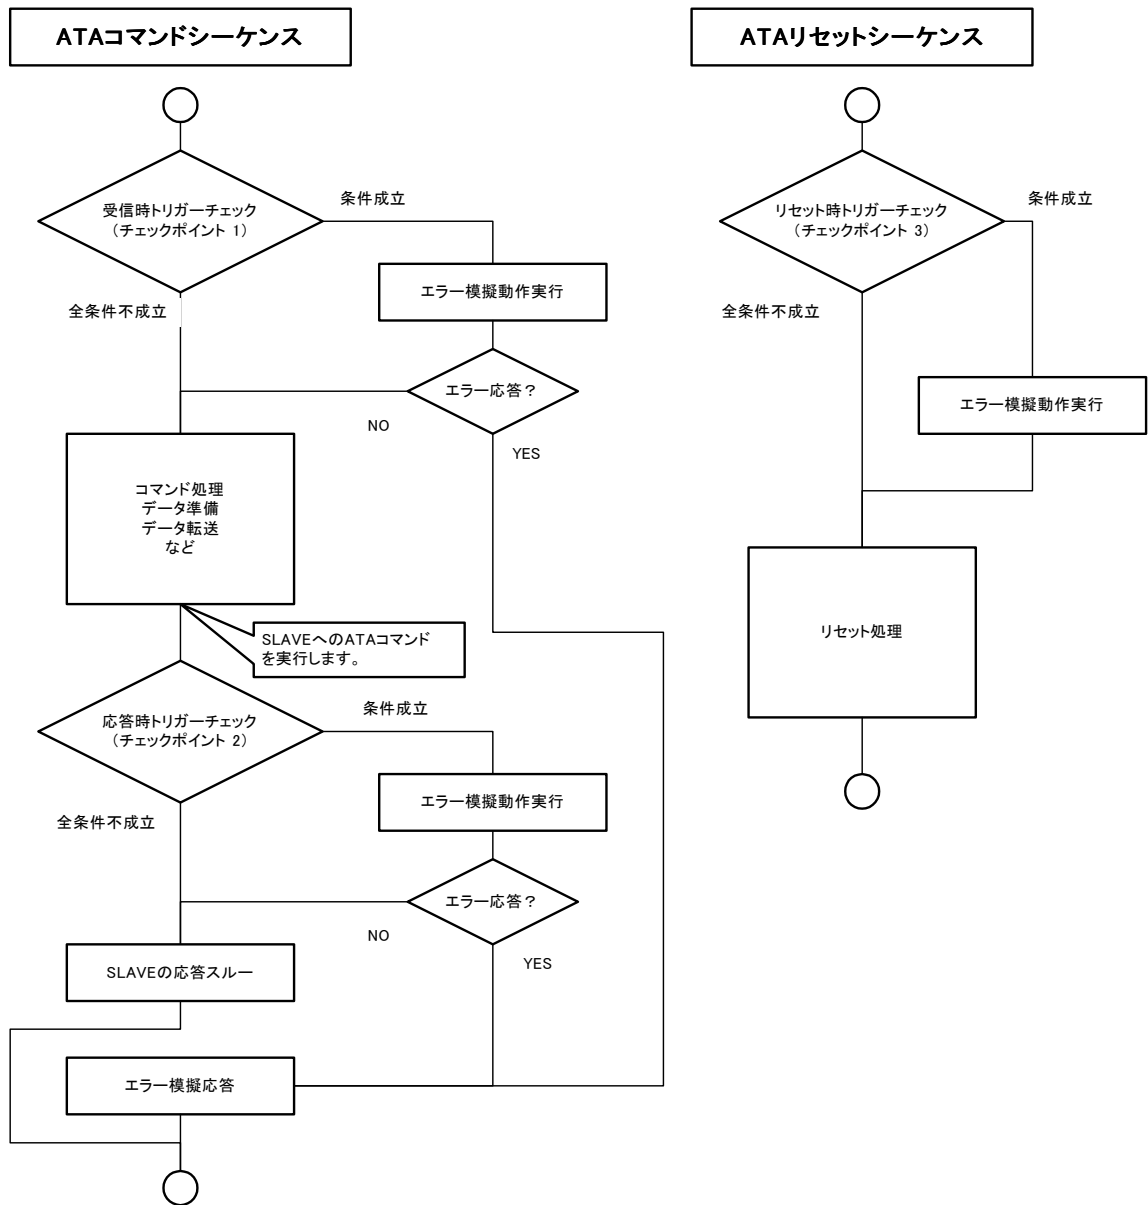 ATAコマンドシーケンス
受信時トリガーチェック
（チェックポイント 1）
条件成立
エラー模擬動作実行
全条件不成立
エラー応答？
NO
YES
コマンド処理
データ準備
データ転送
など
SLAVEへのATAコマンド
を実行します。
応答時トリガーチェック
（チェックポイント 2）
条件成立
エラー模擬動作実行
全条件不成立
エラー応答？
NO
YES
SLAVEの応答スルー
エラー模擬応答
ATAリセットシーケンス
リセット時トリガーチェック
（チェックポイント 3）
条件成立
全条件不成立
エラー模擬動作実行
リセット処理